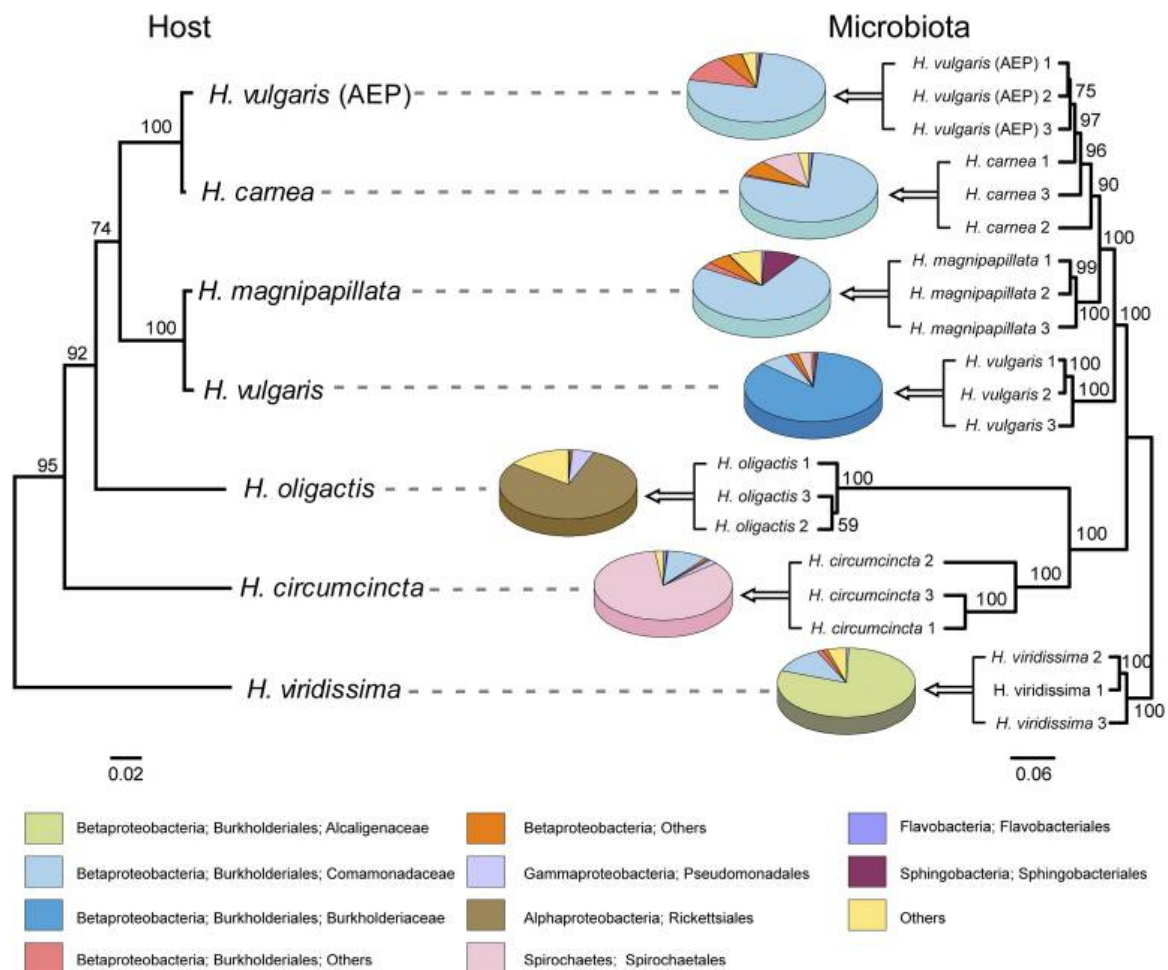 Host
Microbiota
H. vulgaris (AEP)
H. vulgaris (AEP) 1
75
H. vulgaris (AEP) 2
97
H. vulgaris (AEP) 3
100
96
H. carnea 1
H. carnea
H. carnea 3
90
H. carnea 2
74
100
H. magnipapillata 1
99
H. magnipapillata
H. magnipapillata 2
100
H. magnipapillata 3
100
100
92
H. vulgaris 1
100
H. vulgaris
H. vulgaris 2
100
H. vulgaris 3
95
H. oligactis 1
100
H. oligactis
H. oligactis 3
H. oligactis 2
59
100
H. circumcincta 2
100
H. circumcincta
H. circumcincta 3
100
H. circumcincta 1
H. viridissima 2
100
H. viridissima
H. viridissima 1
100
H. viridissima 3
0.02
0.06
Betaproteobacteria; Burkholderiales; Alcaligenaceae
Betaproteobacteria; Others
Flavobacteria; Flavobacteriales
Betaproteobacteria; Burkholderiales; Comamonadaceae
Gammaproteobacteria; Pseudomonadales
Sphingobacteria; Sphingobacteriales
Betaproteobacteria; Burkholderiales; Burkholderiaceae
Alphaproteobacteria; Rickettsiales
Others
Betaproteobacteria; Burkholderiales; Others
Spirochaetes; Spirochaetales